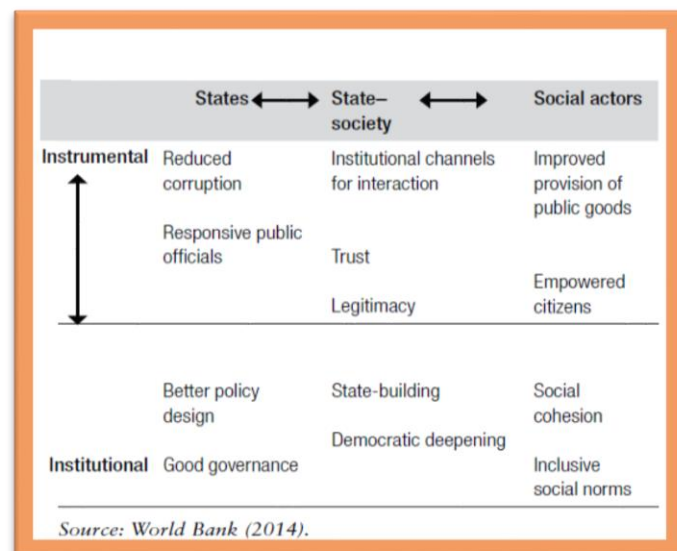 States State–society Social actors
Instrumental Reduced corruption Institutional channels for interaction Improved provision of public goods
Responsive public officials Trust Empowered citizens
Legitimacy
Better policy design State-building Social cohesion
Democratic deepening
Institutional Good governance Inclusive social norms
Source: World Bank (2014).